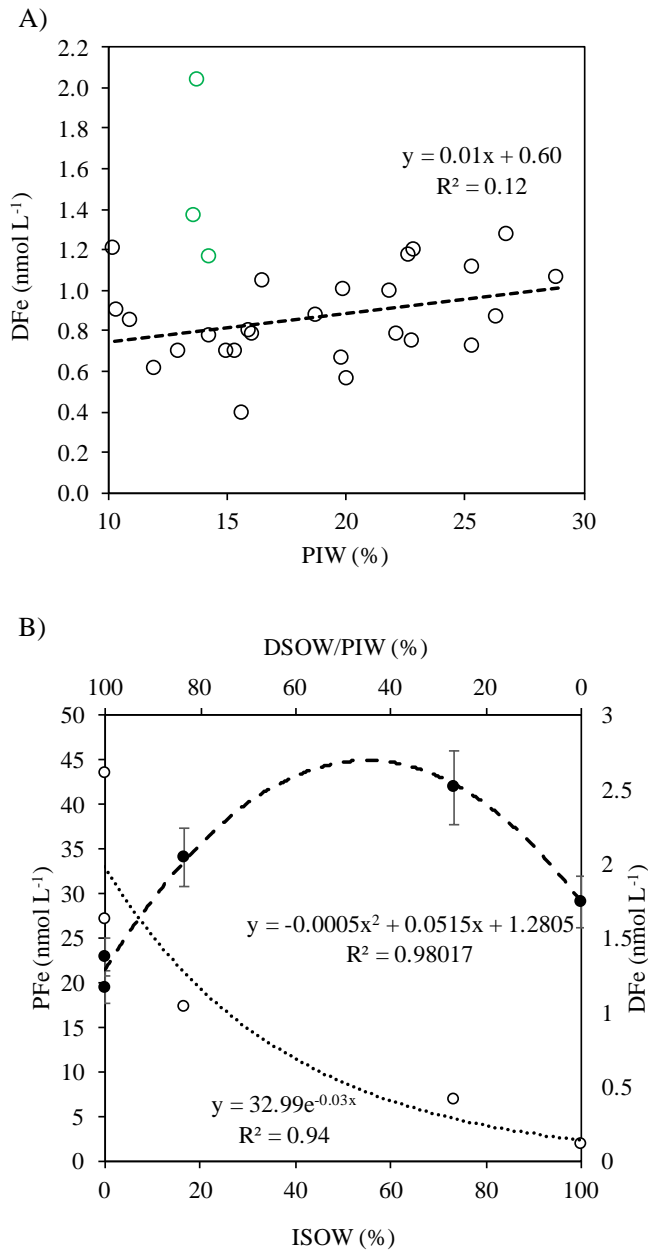 A)
2.2
2.0
1.8
1.6
1.4
1.2
1.0
0.8
0.6
0.4
0.2
0.0
DFe (nmol L⁻¹)
y = 0.01x + 0.60
R² = 0.12
10 15 20 25 30
PIW (%)
B)
DSOW/PIW (%)
100 80 60 40 20 0
50
45
40
35
30
25
20
15
10
5
0
PFe (nmol L⁻¹)
3
2.5
2
1.5
1
0.5
0
DFe (nmol L⁻¹)
y = -0.0005x² + 0.0515x + 1.2805
R² = 0.98017
y = 32.99e⁻⁰·⁰³ˣ
R² = 0.94
0 20 40 60 80 100
ISOW (%)